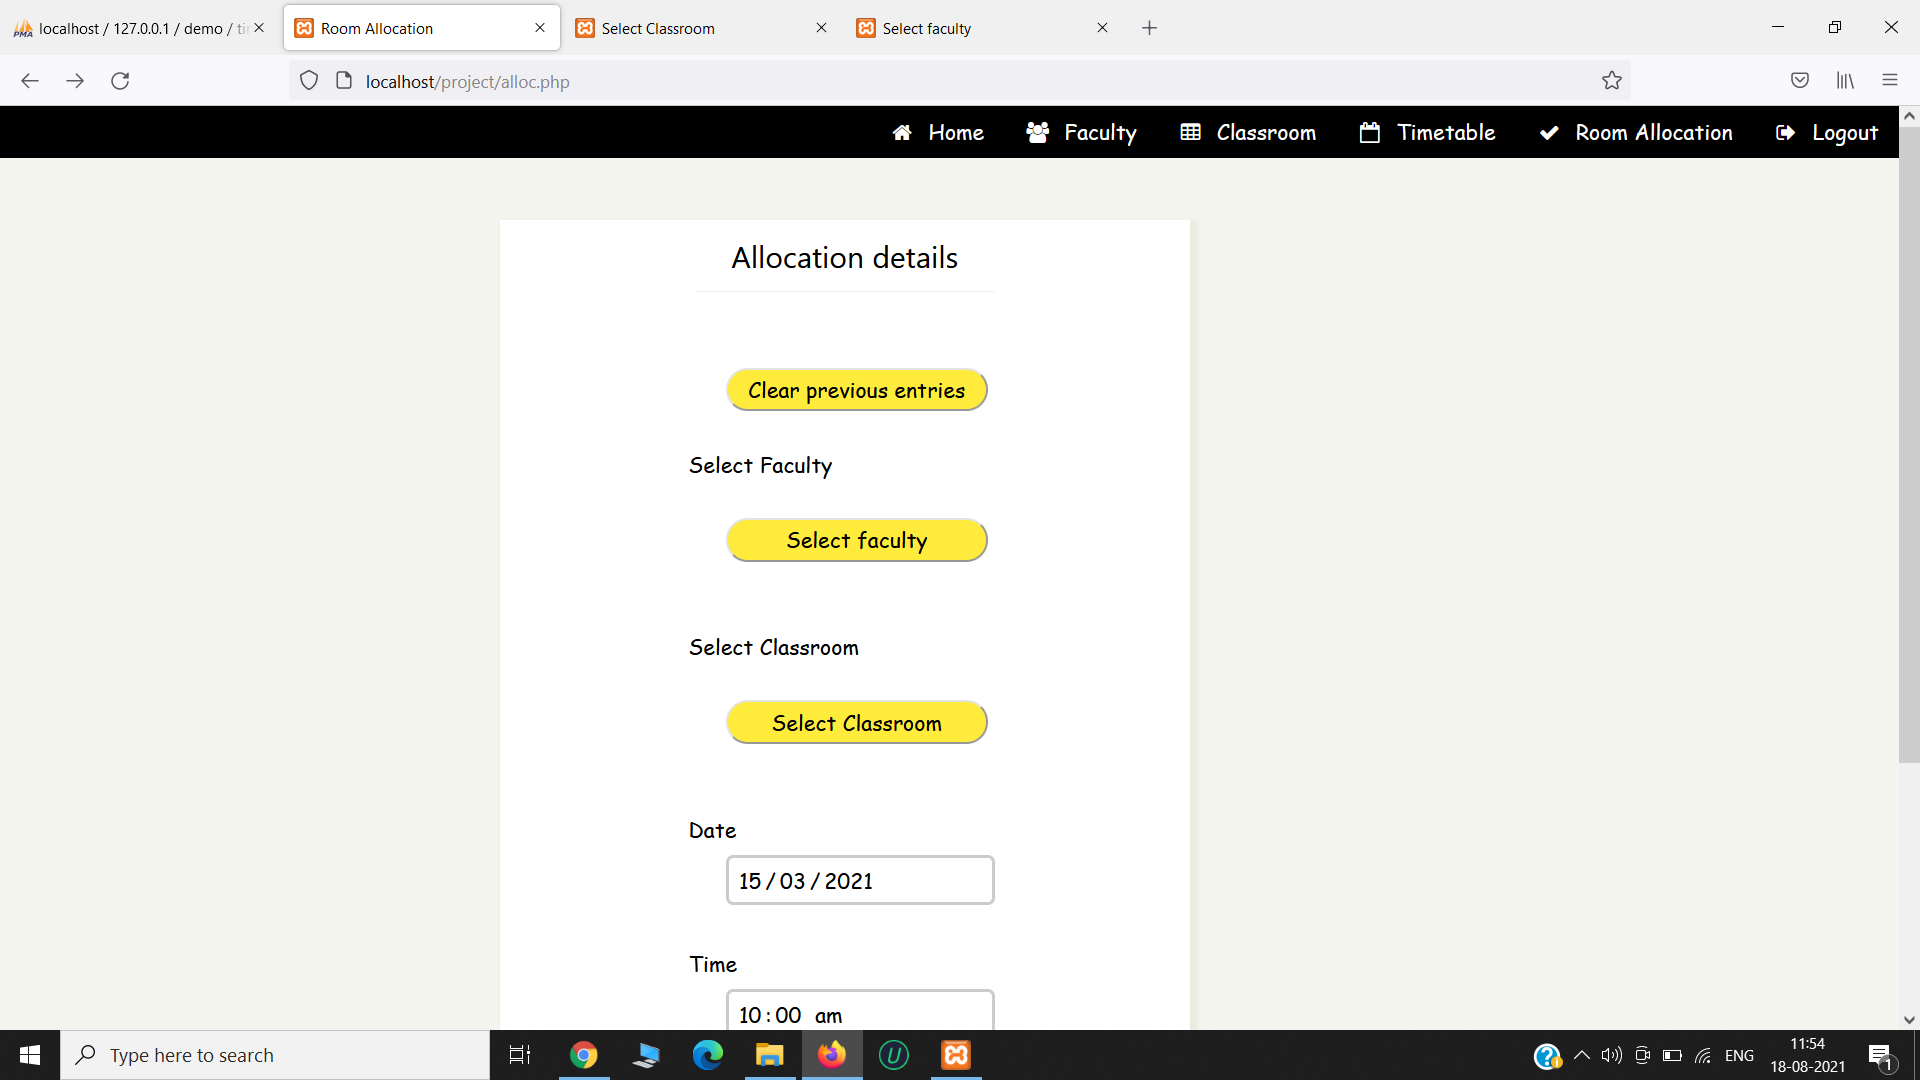 localhost / 127.0.0.1 / demo / ti
Room Allocation
Select Classroom
Select faculty
localhost/project/alloc.php
Home
Faculty
Classroom
Timetable
Room Allocation
Logout
Allocation details
Clear previous entries
Select Faculty
Select faculty
Select Classroom
Select Classroom
Date
15/03/2021
Time
10:00 am
Type here to search
ENG
11:54
18-08-2021
1